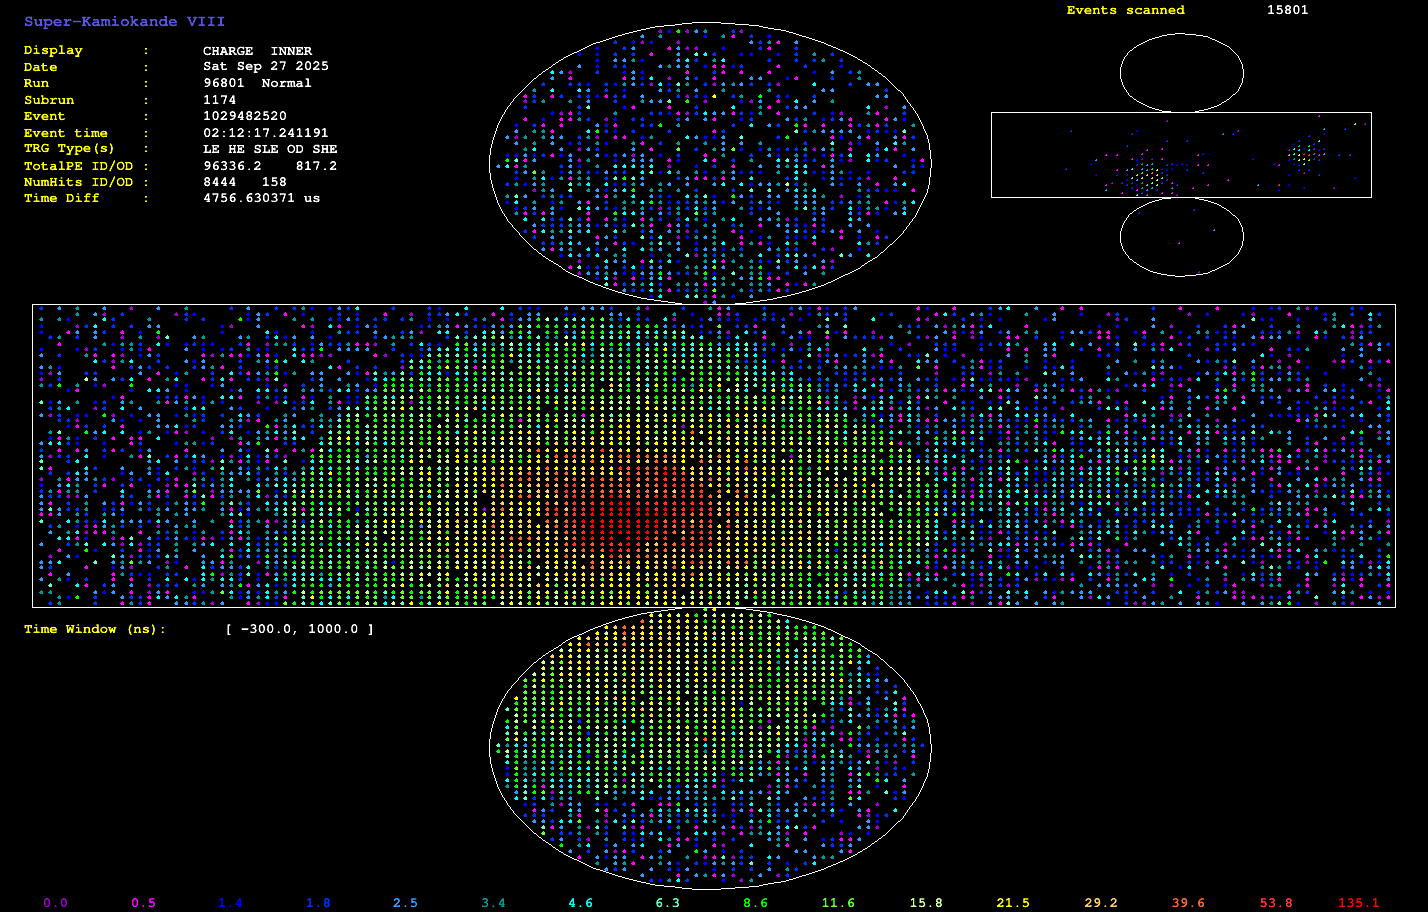 Super-Kamiokande VIII
Display : CHARGE INNER
Date : Sat Sep 27 2025
Run : 96801 Normal
Subrun : 1174
Event : 1029482520
Event time : 02:12:17.241191
TRG Type(s) : LE HE SLE OD SHE
TotalPE ID/OD : 96336.2 817.2
NumHits ID/OD : 8444 158
Time Diff : 4756.630371 us
Events scanned 15801
Time Window (ns): [ -300.0, 1000.0 ]
0.0 0.5 1.4 1.8 2.5 3.4 4.6 6.3 8.6 11.6 15.8 21.5 29.2 39.6 53.8 135.1